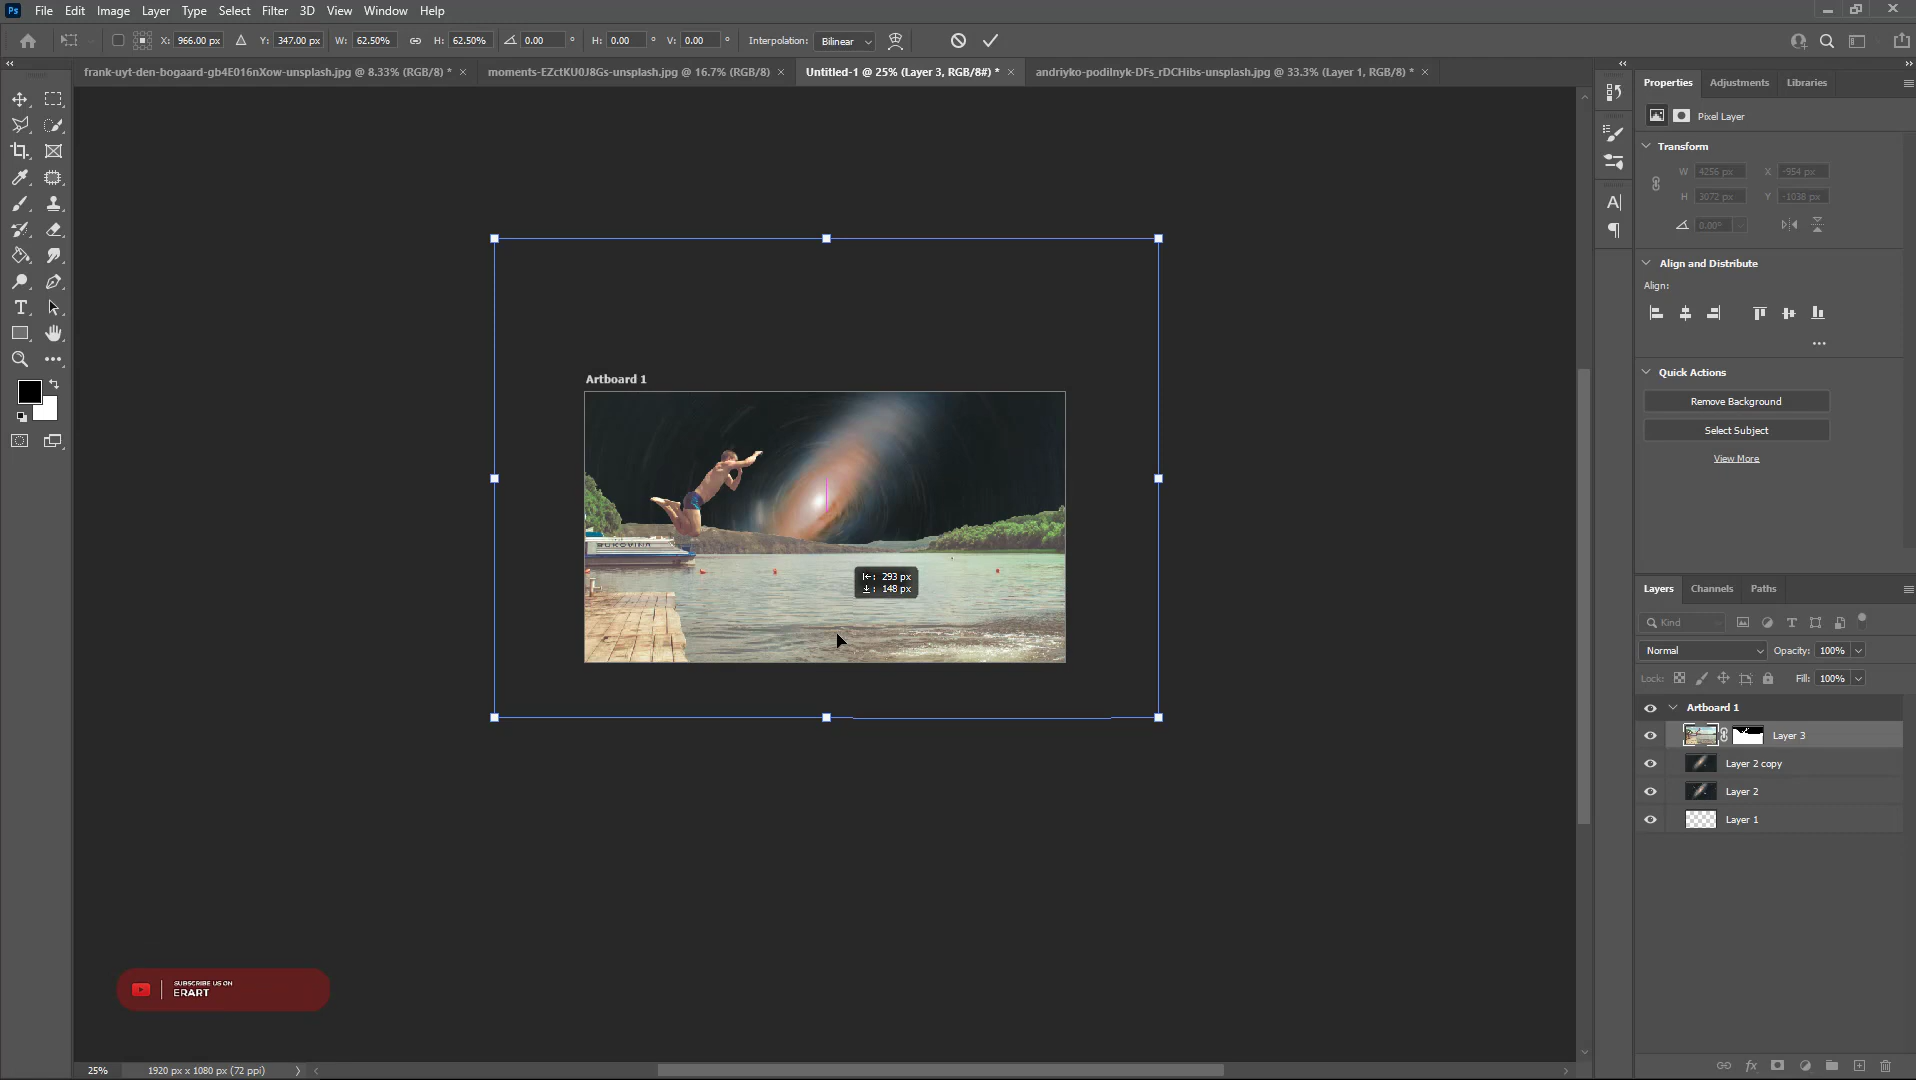 Ps File Edit Image Layer Type Select Filter 3D View Window Help
X: 966.00 px Y: 347.00 px W: 62.50% H: 62.50% 0.00 ° H: 0.00 ° V: 0.00 ° Interpolation: Bilinear
frank-uyt-den-bogaard-gb4E016nXow-unsplash.jpg @ 8.33% (RGB/8) * × moments-EZctKU0J8Gs-unsplash.jpg @ 16.7% (RGB/8) × Untitled-1 @ 25% (Layer 3, RGB/8#) * × andriyko-podilnyk-DFs_rDCHibs-unsplash.jpg @ 33.3% (Layer 1, RGB/8) * ×
Properties Adjustments Libraries
Pixel Layer
Transform
W 4256 px X -954 px
H 3072 px Y -1038 px
0.00°
Align and Distribute
Align:
Quick Actions
Remove Background
Select Subject
View More
Artboard 1
BUKOVINA
293 px
148 px
Layers Channels Paths
Kind
Normal Opacity: 100%
Lock: Fill: 100%
Artboard 1
Layer 3
Layer 2 copy
Layer 2
Layer 1
SUBSCRIBE US ON
ERART
25% 1920 px x 1080 px (72 ppi)